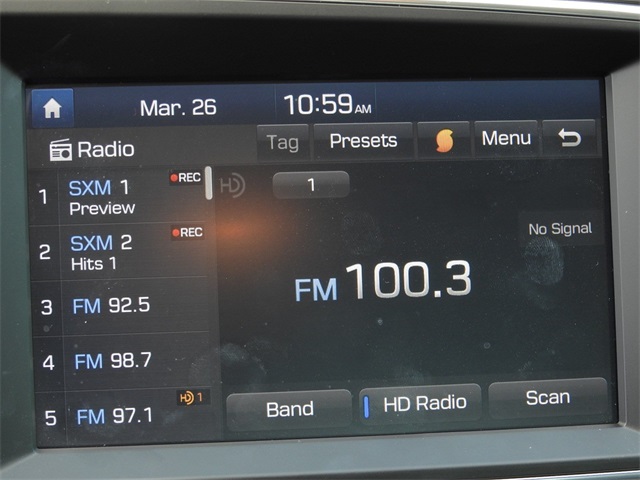 Mar. 26 10:59 AM
Radio Tag Presets Menu
1 SXM 1 REC
Preview
2 SXM 2 REC
Hits 1
3 FM 92.5
4 FM 98.7
5 FM 97.1 HD 1
HD 1
No Signal
FM 100.3
Band HD Radio Scan